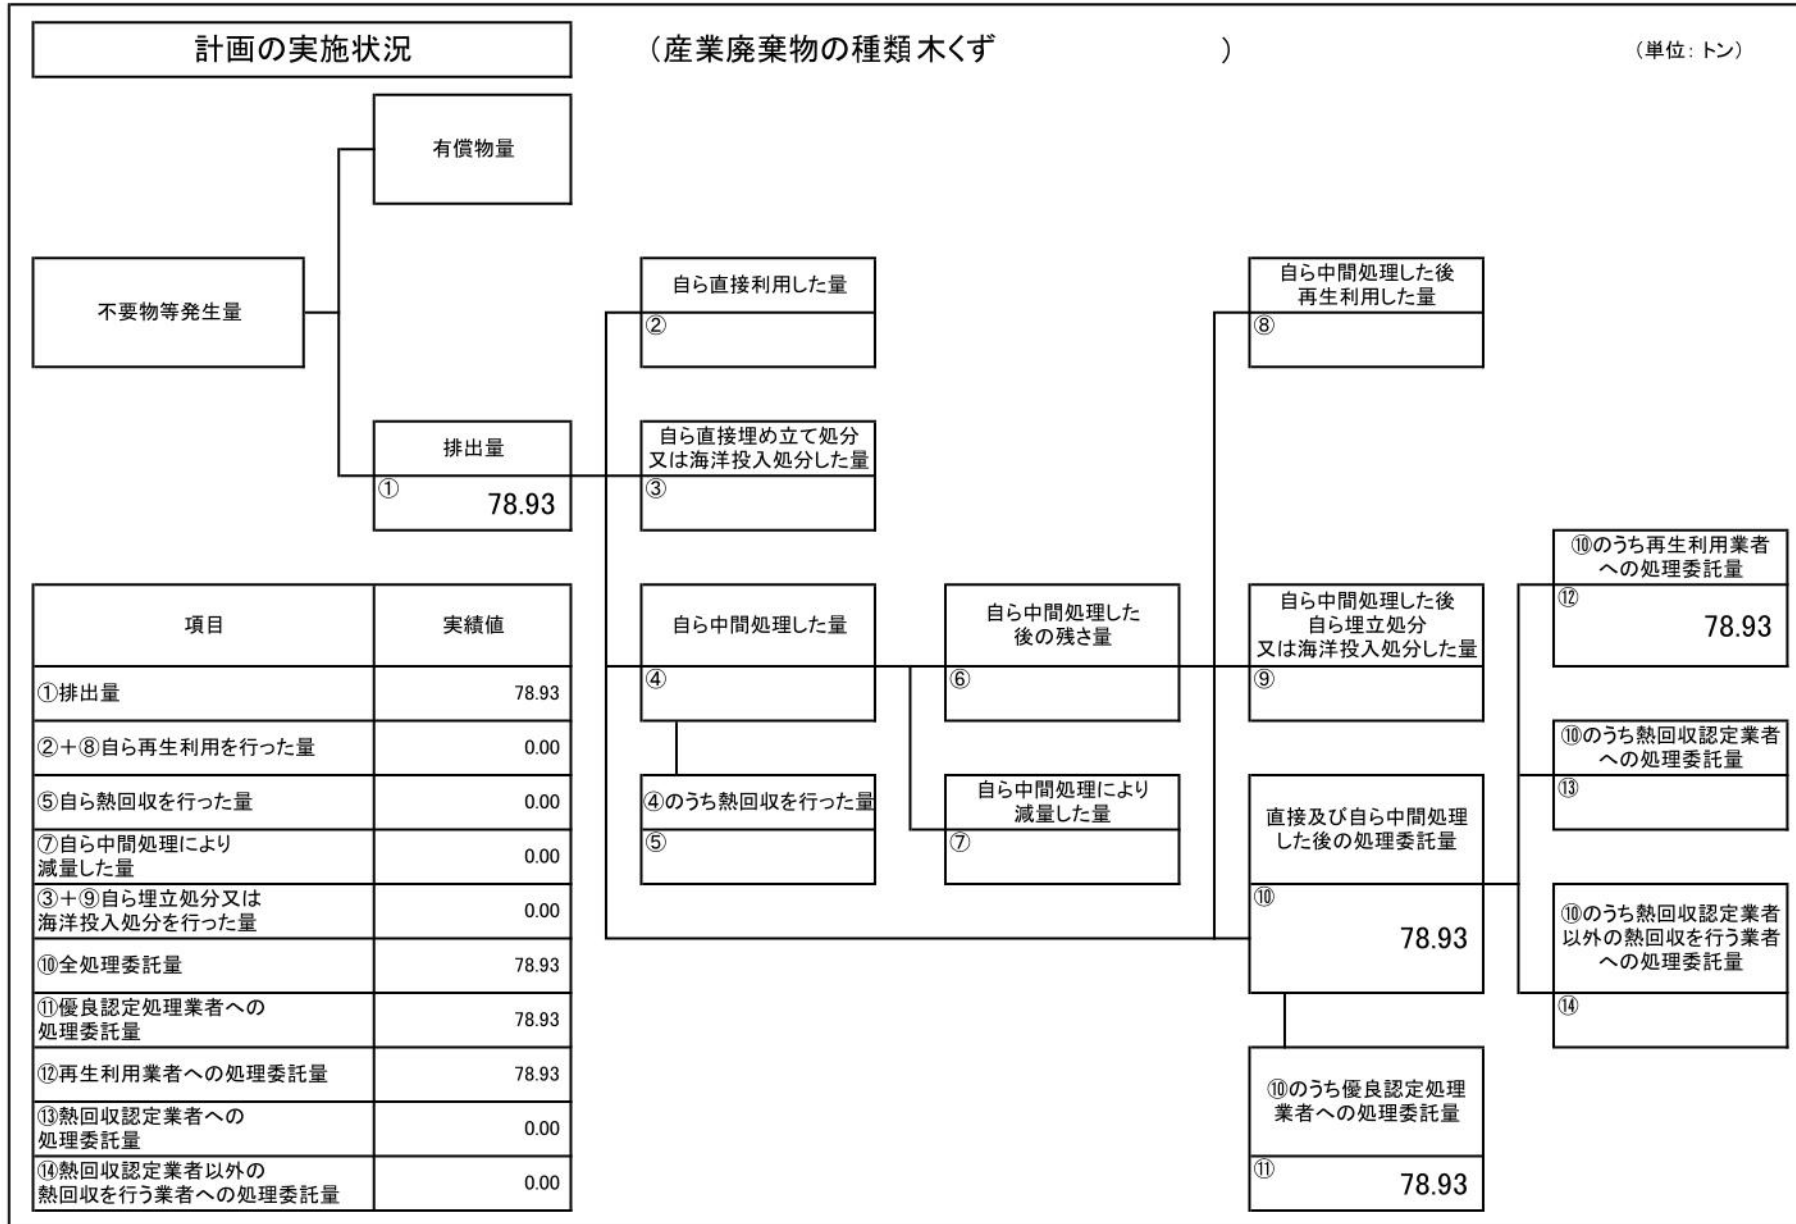 計画の実施状況
（産業廃棄物の種類 木くず　　　　　　　　　）
（単位：トン）
有償物量
不要物等発生量
自ら直接利用した量
②
自ら中間処理した後
再生利用した量
⑧
排出量
①
78.93
自ら直接埋め立て処分
又は海洋投入処分した量
③
⑩のうち再生利用業者
への処理委託量
⑫
78.93
自ら中間処理した量
④
自ら中間処理した
後の残さ量
⑥
自ら中間処理した後
自ら埋立処分
又は海洋投入処分した量
⑨
⑩のうち熱回収認定業者
への処理委託量
⑬
④のうち熱回収を行った量
⑤
自ら中間処理により
減量した量
⑦
直接及び自ら中間処理
した後の処理委託量
⑩
78.93
⑩のうち熱回収認定業者
以外の熱回収を行う業者
への処理委託量
⑭
⑩のうち優良認定処理
業者への処理委託量
⑪
78.93
項目 実績値
①排出量 78.93
②＋⑧自ら再生利用を行った量 0.00
⑤自ら熱回収を行った量 0.00
⑦自ら中間処理により
減量した量 0.00
③＋⑨自ら埋立処分又は
海洋投入処分を行った量 0.00
⑩全処理委託量 78.93
⑪優良認定処理業者への
処理委託量 78.93
⑫再生利用業者への処理委託量 78.93
⑬熱回収認定業者への
処理委託量 0.00
⑭熱回収認定業者以外の
熱回収を行う業者への処理委託量 0.00